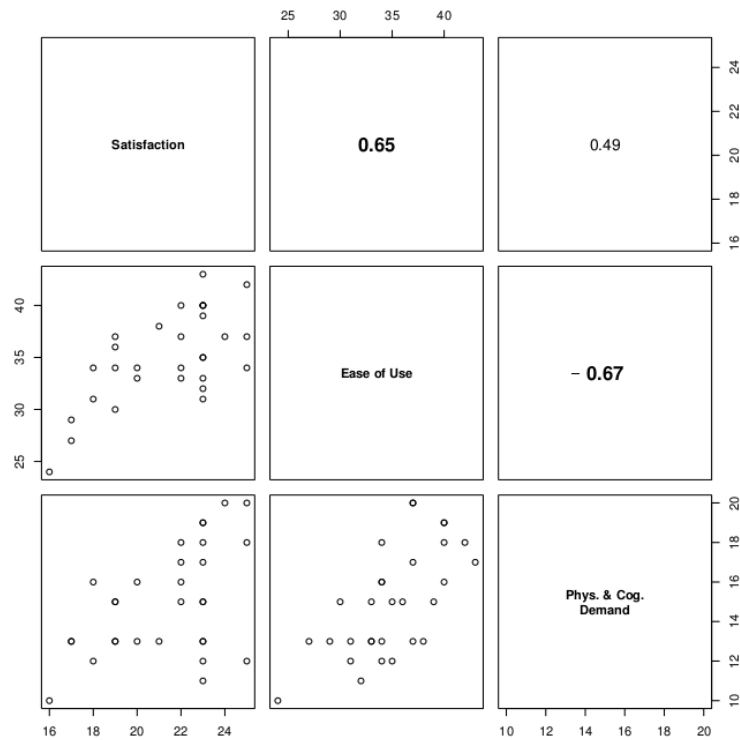 25 30 35 40
Satisfaction
0.65
0.49
16 18 20 22 24
25 30 35 40
Ease of Use
− 0.67
Phys. & Cog.
Demand
10 12 14 16 18 20
16 18 20 22 24
10 12 14 16 18 20